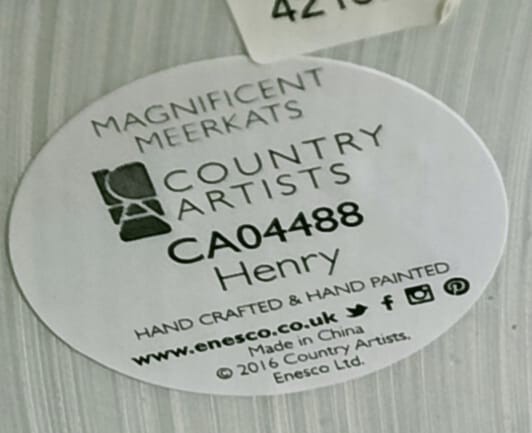 MAGNIFICENT
MEERKATS
COUNTRY
ARTISTS
CA04488
Henry
HAND CRAFTED & HAND PAINTED
www.enesco.co.uk
Made in China
© 2016 Country Artists,
Enesco Ltd.